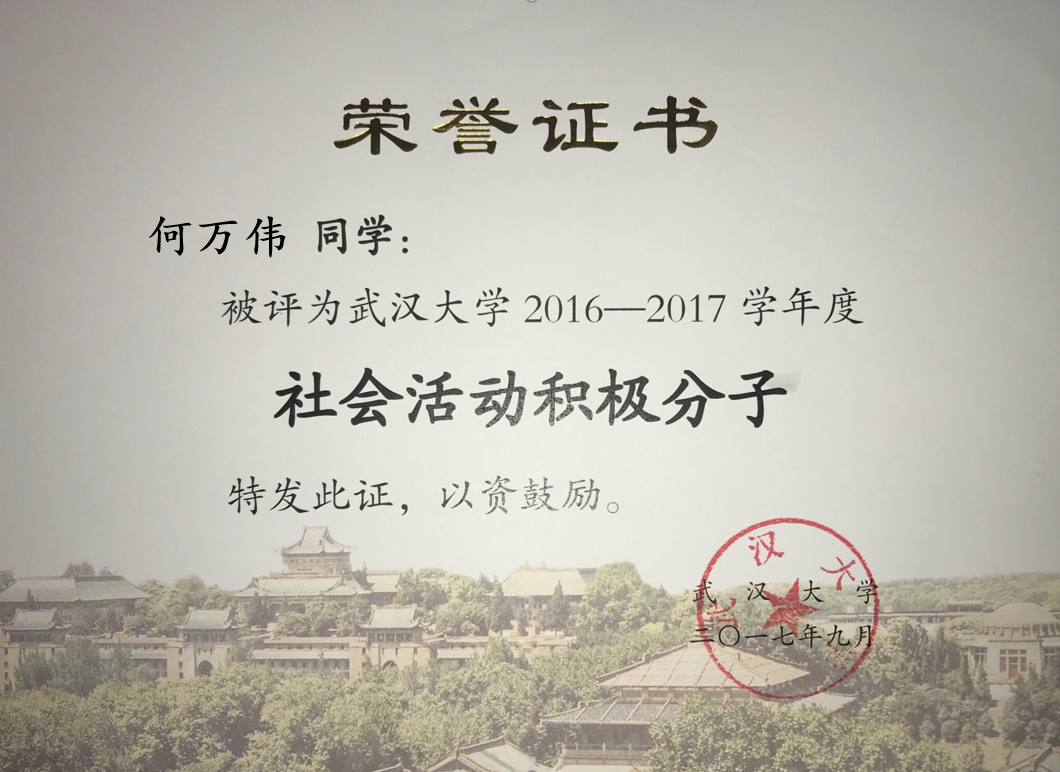 荣誉证书
何万伟 同学：
被评为武汉大学 2016—2017 学年度
社会活动积极分子
特发此证，以资鼓励。
武汉大学
武汉大学
二〇一七年九月